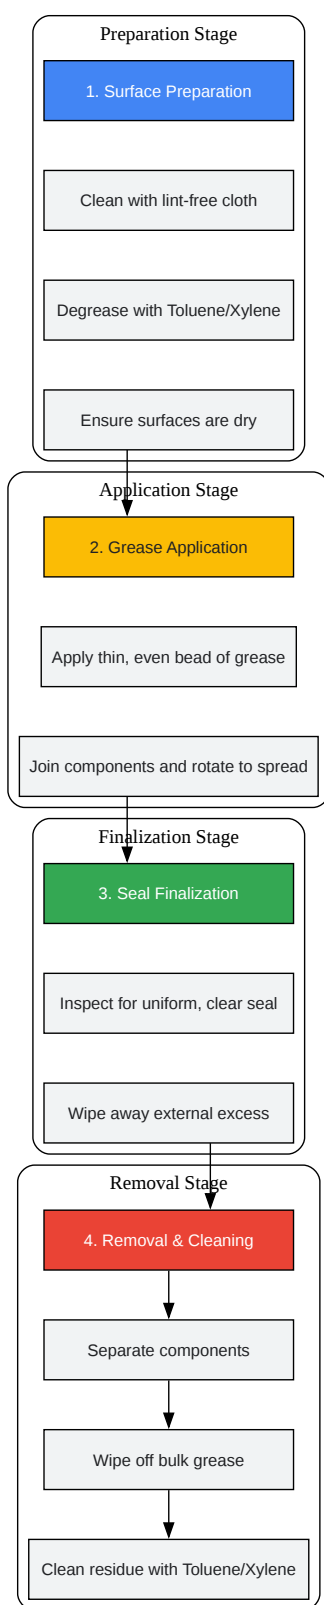 Preparation Stage
1. Surface Preparation
Clean with lint-free cloth
Degrease with Toluene/Xylene
Ensure surfaces are dry
Application Stage
2. Grease Application
Apply thin, even bead of grease
Join components and rotate to spread
Finalization Stage
3. Seal Finalization
Inspect for uniform, clear seal
Wipe away external excess
Removal Stage
4. Removal & Cleaning
Separate components
Wipe off bulk grease
Clean residue with Toluene/Xylene